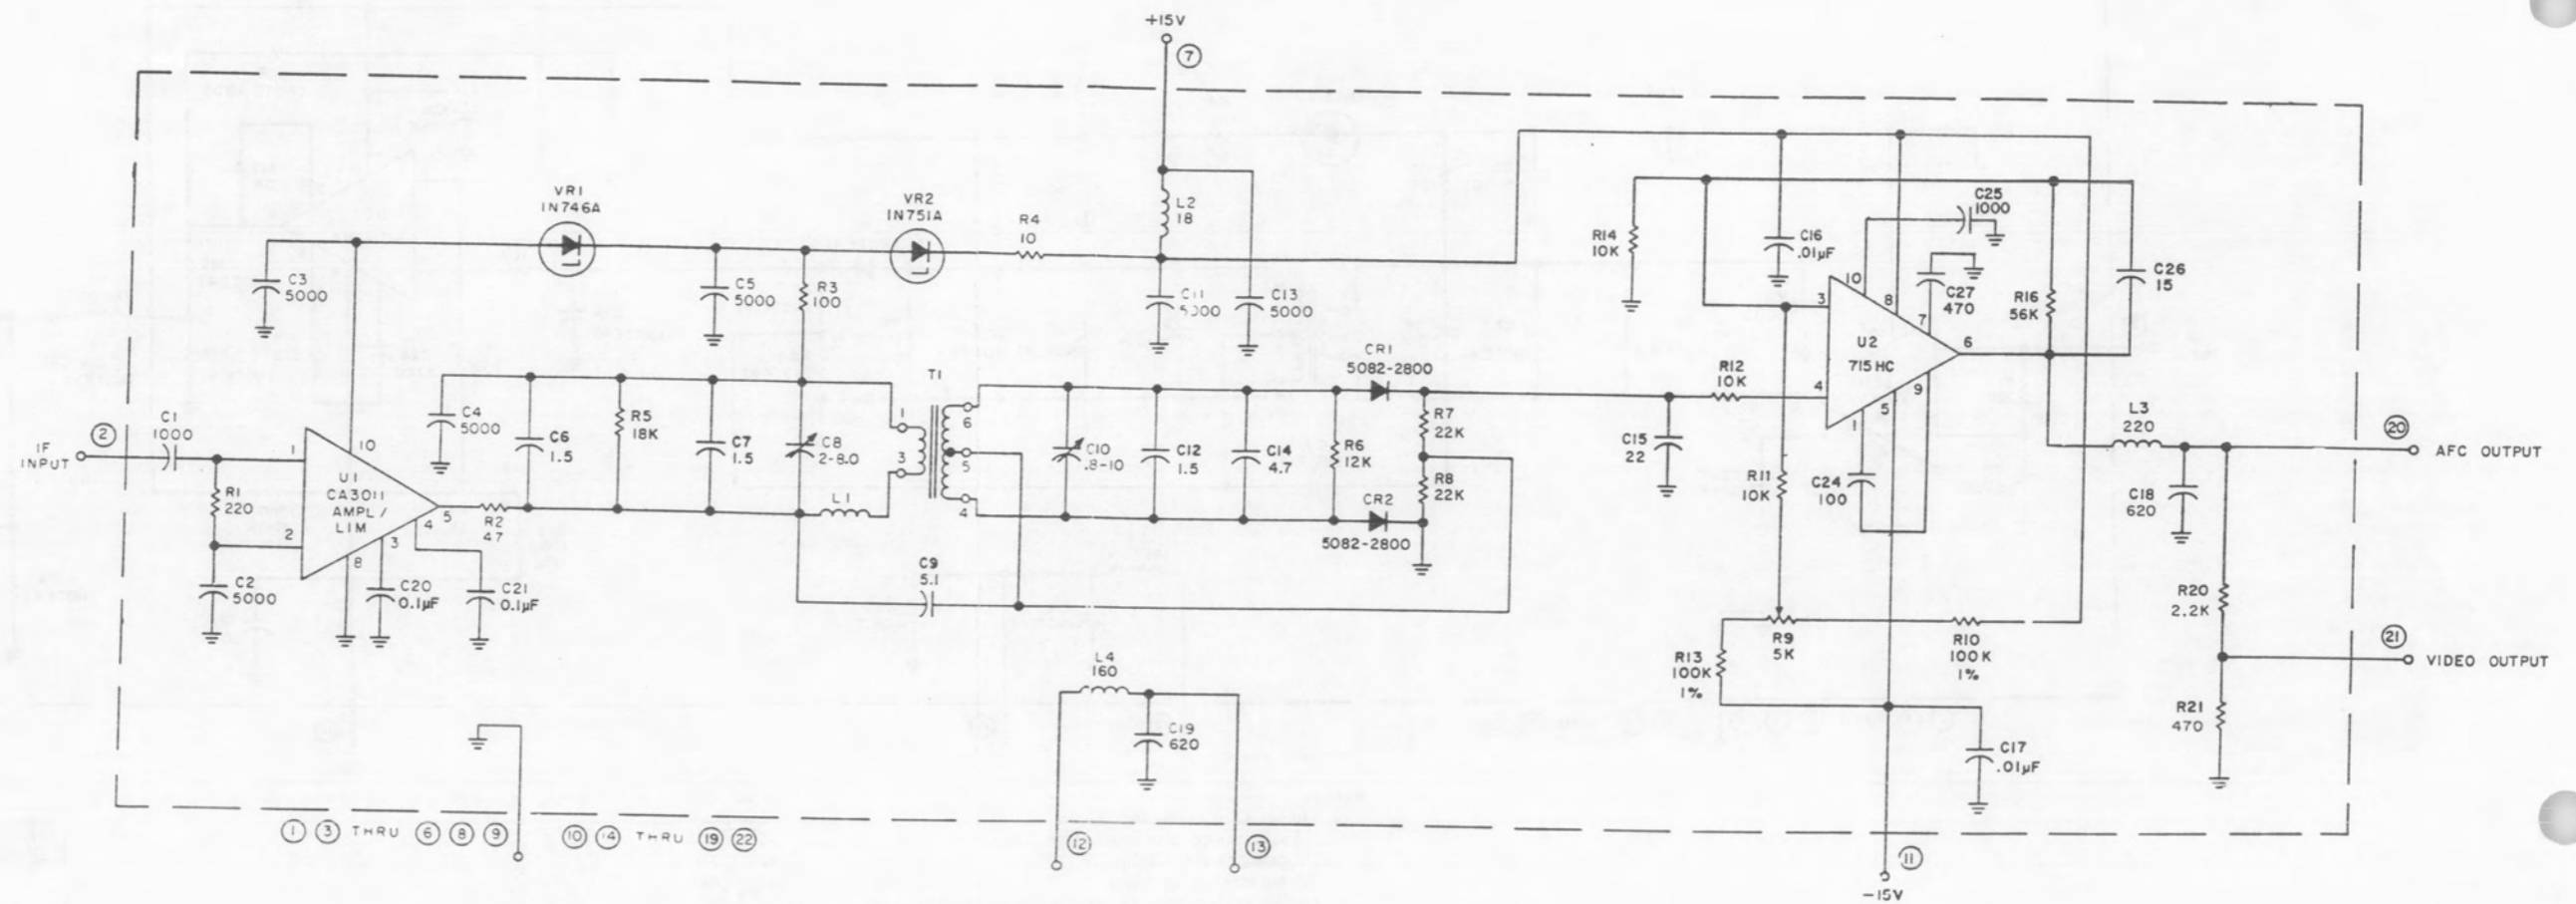 +15V
7
VR1
1N746A
VR2
1N751A
R4
10
L2
18
C3
5000
C5
5000
R3
100
C11
5000
C13
5000
R14
10K
C16
.01µF
C25
1000
C27
470
R16
56K
C26
15
10
8
3
7
U2
715HC
6
4
5
9
1
CR1
5082-2800
R12
10K
T1
1
3
6
5
4
IF
INPUT
2
C1
1000
R1
220
1
10
U1
CA3011
AMPL/
LIM
2
4
5
3
8
C4
5000
C6
1.5
R5
18K
C7
1.5
C8
2-8.0
C10
.8-10
C12
1.5
C14
4.7
R6
12K
R7
22K
R8
22K
CR2
5082-2800
C15
22
R11
10K
C24
100
L3
220
20
AFC OUTPUT
C18
620
R2
47
L1
C9
5.1
C2
5000
C20
0.1µF
C21
0.1µF
R20
2.2K
21
VIDEO OUTPUT
R21
470
R13
100K
1%
R9
5K
R10
100K
1%
L4
160
C19
620
C17
.01µF
1 3 THRU 6 8 9
10 14 THRU 19 22
12
13
11
-15V